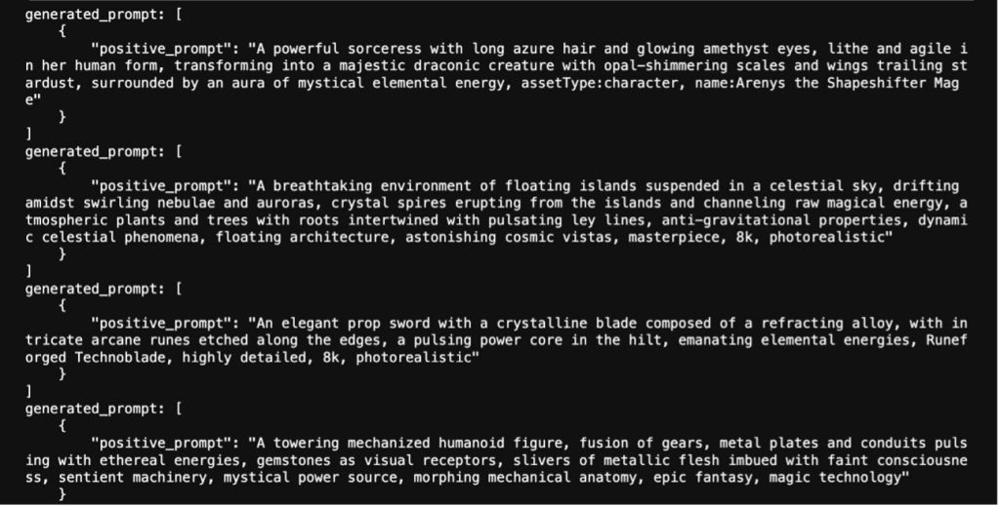 generated_prompt: [
    {
        "positive_prompt": "A powerful sorceress with long azure hair and glowing amethyst eyes, lithe and agile i
n her human form, transforming into a majestic draconic creature with opal-shimmering scales and wings trailing st
ardust, surrounded by an aura of mystical elemental energy, assetType:character, name:Arenys the Shapeshifter Mag
e"
    }
]
generated_prompt: [
    {
        "positive_prompt": "A breathtaking environment of floating islands suspended in a celestial sky, drifting
amidst swirling nebulae and auroras, crystal spires erupting from the islands and channeling raw magical energy, a
tmospheric plants and trees with roots intertwined with pulsating ley lines, anti-gravitational properties, dynami
c celestial phenomena, floating architecture, astonishing cosmic vistas, masterpiece, 8k, photorealistic"
    }
]
generated_prompt: [
    {
        "positive_prompt": "An elegant prop sword with a crystalline blade composed of a refracting alloy, with in
tricate arcane runes etched along the edges, a pulsing power core in the hilt, emanating elemental energies, Runef
orged Technoblade, highly detailed, 8k, photorealistic"
    }
]
generated_prompt: [
    {
        "positive_prompt": "A towering mechanized humanoid figure, fusion of gears, metal plates and conduits puls
ing with ethereal energies, gemstones as visual receptors, slivers of metallic flesh imbued with faint consciousne
ss, sentient machinery, mystical power source, morphing mechanical anatomy, epic fantasy, magic technology"
    }